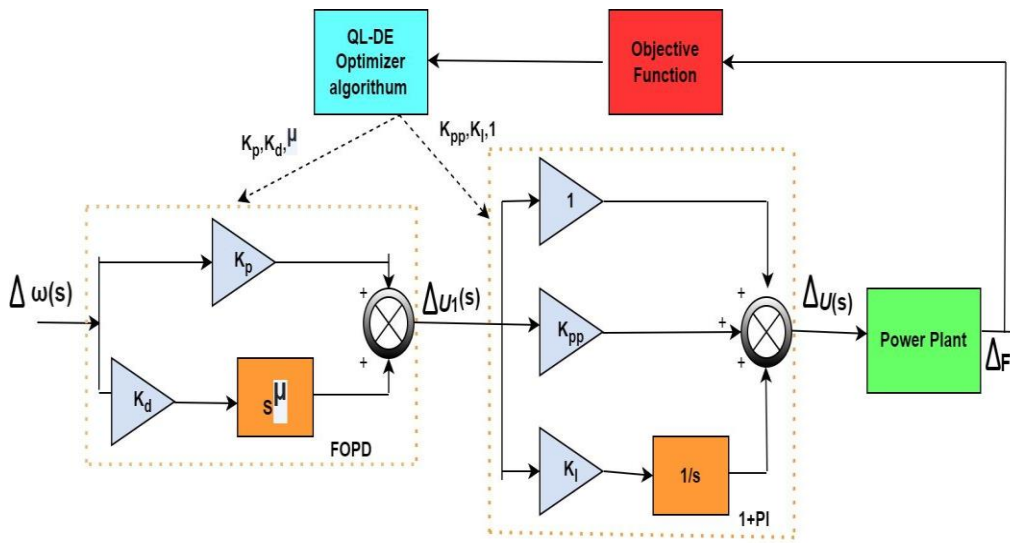 QL-DE
Optimizer
algorithum
Objective
Function
Kp,Kd,μ
Kpp,KI,1
1
Kp
Δ ω(s)
+
ΔU1(s)
+
Kpp
+
+
ΔU(s)
Power Plant
ΔF
+
+
Kd
sμ
FOPD
KI
1/s
1+PI